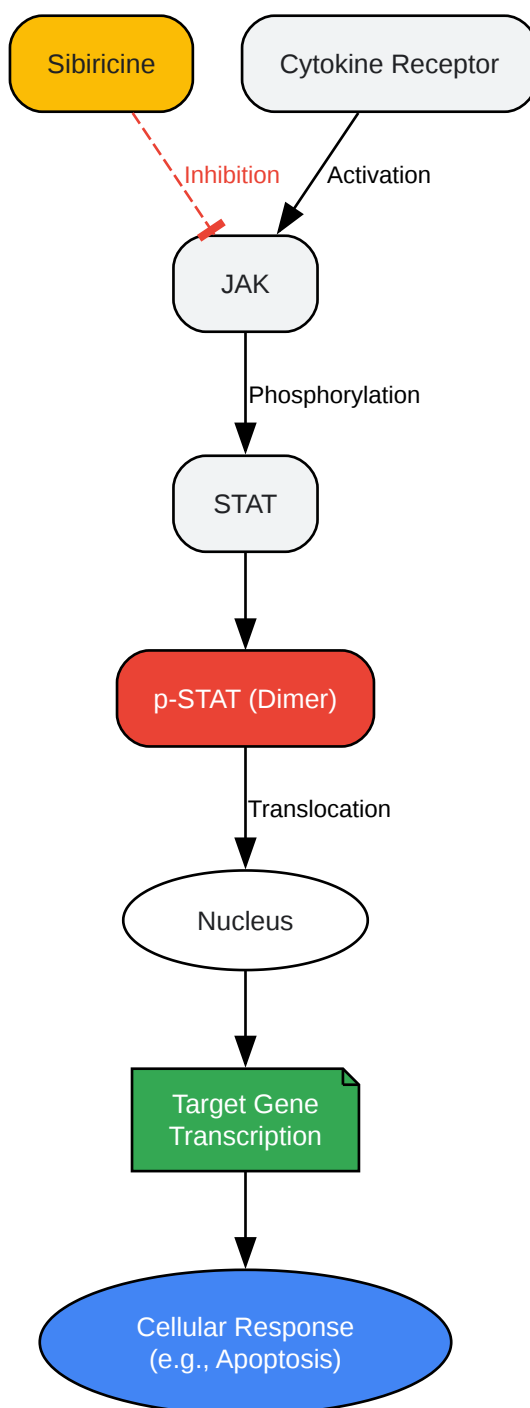 Sibiricine
Cytokine Receptor
Inhibition
Activation
JAK
Phosphorylation
STAT
p-STAT (Dimer)
Translocation
Nucleus
Target Gene
Transcription
Cellular Response
(e.g., Apoptosis)